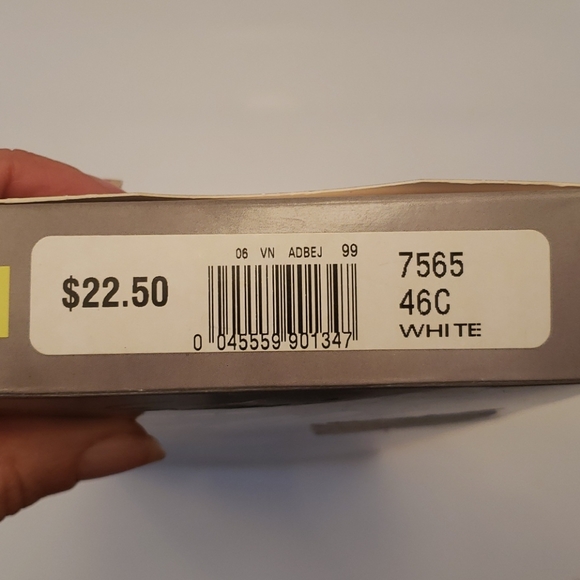 $22.50
06 VN ADBEJ 99
0 045559 901347
7565
46C
WHITE